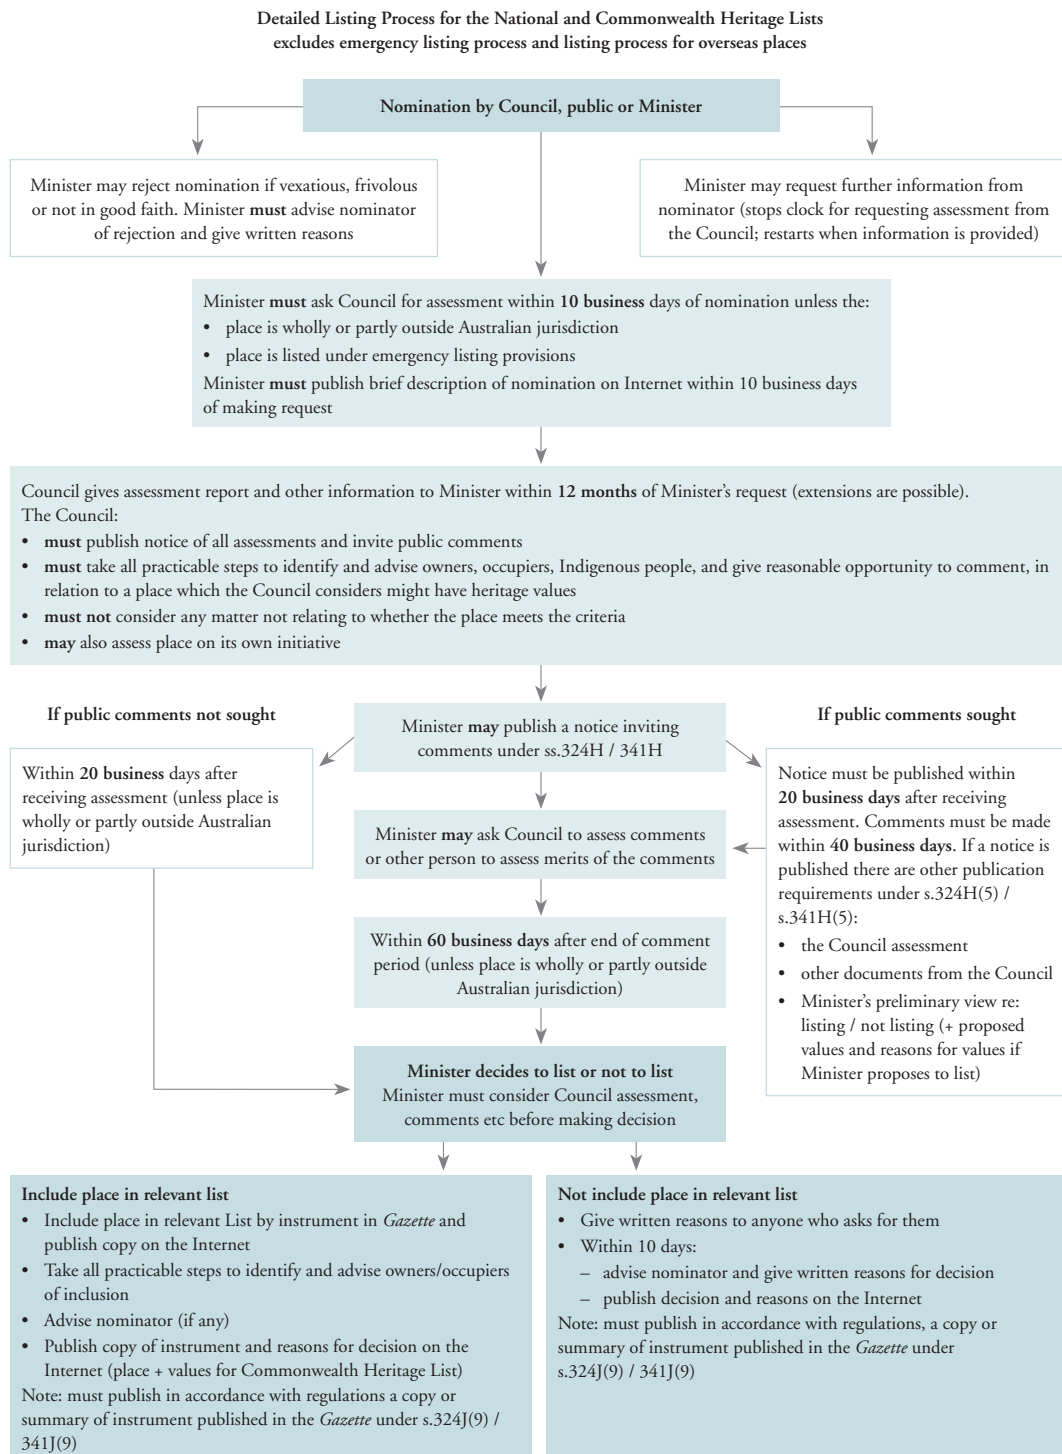 Detailed Listing Process for the National and Commonwealth Heritage Lists
excludes emergency listing process and listing process for overseas places
Nomination by Council, public or Minister
Minister may reject nomination if vexatious, frivolous
or not in good faith. Minister must advise nominator
of rejection and give written reasons
Minister may request further information from
nominator (stops clock for requesting assessment from
the Council; restarts when information is provided)
Minister must ask Council for assessment within 10 business days of nomination unless the:
• place is wholly or partly outside Australian jurisdiction
• place is listed under emergency listing provisions
Minister must publish brief description of nomination on Internet within 10 business days
of making request
Council gives assessment report and other information to Minister within 12 months of Minister's request (extensions are possible).
The Council:
• must publish notice of all assessments and invite public comments
• must take all practicable steps to identify and advise owners, occupiers, Indigenous people, and give reasonable opportunity to comment, in
relation to a place which the Council considers might have heritage values
• must not consider any matter not relating to whether the place meets the criteria
• may also assess place on its own initiative
If public comments not sought
Within 20 business days after
receiving assessment (unless place is
wholly or partly outside Australian
jurisdiction)
Minister may publish a notice inviting
comments under ss.324H / 341H
Minister may ask Council to assess comments
or other person to assess merits of the comments
Within 60 business days after end of comment
period (unless place is wholly or partly outside
Australian jurisdiction)
If public comments sought
Notice must be published within
20 business days after receiving
assessment. Comments must be made
within 40 business days. If a notice is
published there are other publication
requirements under s.324H(5) /
s.341H(5):
• the Council assessment
• other documents from the Council
• Minister's preliminary view re:
listing / not listing (+ proposed
values and reasons for values if
Minister proposes to list)
Minister decides to list or not to list
Minister must consider Council assessment,
comments etc before making decision
Include place in relevant list
• Include place in relevant List by instrument in Gazette and
publish copy on the Internet
• Take all practicable steps to identify and advise owners/occupiers
of inclusion
• Advise nominator (if any)
• Publish copy of instrument and reasons for decision on the
Internet (place + values for Commonwealth Heritage List)
Note: must publish in accordance with regulations a copy or
summary of instrument published in the Gazette under s.324J(9) /
341J(9)
Not include place in relevant list
• Give written reasons to anyone who asks for them
• Within 10 days:
– advise nominator and give written reasons for decision
– publish decision and reasons on the Internet
Note: must publish in accordance with regulations, a copy or
summary of instrument published in the Gazette under
s.324J(9) / 341J(9)